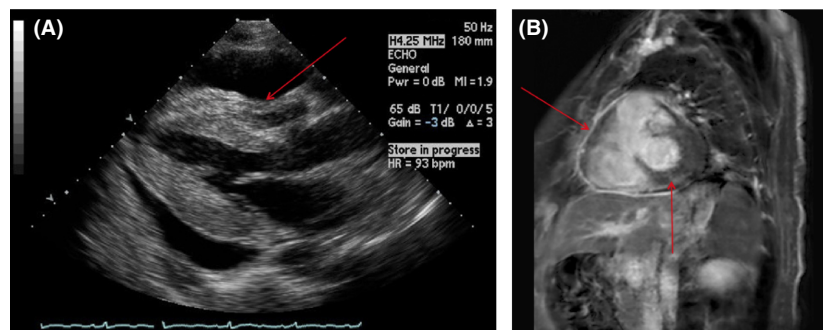 (A)
50 Hz
H4.25 MHz 180 mm
ECHO
General
Pwr = 0 dB MI = 1.9
65 dB T1/ 0/0/5
Gain = -3 dB Δ = 3
Store in progress
HR = 93 bpm
V
V
(B)